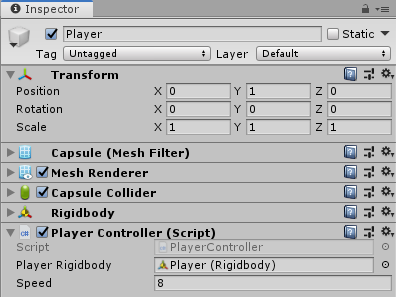 Inspector
Player Static
Tag Untagged Layer Default
Transform
Position X 0 Y 1 Z 0
Rotation X 0 Y 0 Z 0
Scale X 1 Y 1 Z 1
Capsule (Mesh Filter)
Mesh Renderer
Capsule Collider
Rigidbody
Player Controller (Script)
Script PlayerController
Player Rigidbody Player (Rigidbody)
Speed 8